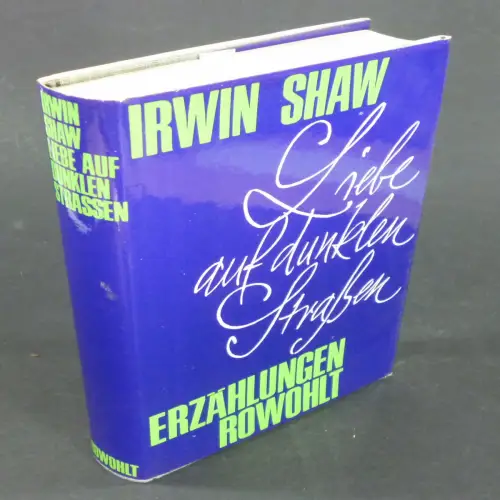 IRWIN SHAW
Liebe
auf dunklen
Straßen
ERZÄHLUNGEN
ROWOHLT
IRWIN
SHAW
LIEBE AUF
DUNKLEN
STRASSEN
ROWOHLT